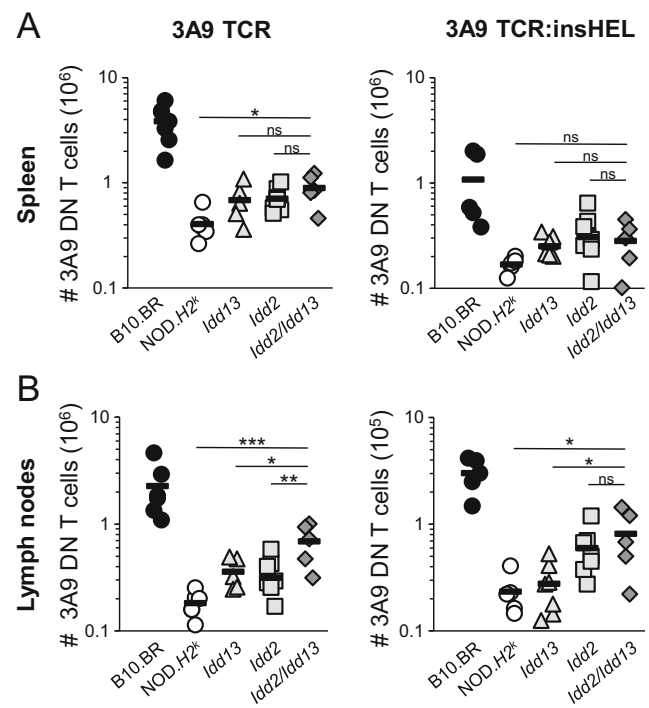 A
3A9 TCR
3A9 TCR:insHEL
Spleen
# 3A9 DN T cells (10⁶)
10
1
0.1
*
ns
ns
B10.BR
NOD.H2ᵏ
Idd13
Idd2
Idd2/Idd13
# 3A9 DN T cells (10⁶)
10
1
0.1
ns
ns
ns
B10.BR
NOD.H2ᵏ
Idd13
Idd2
Idd2/Idd13
B
Lymph nodes
# 3A9 DN T cells (10⁶)
10
1
0.1
***
*
**
B10.BR
NOD.H2ᵏ
Idd13
Idd2
Idd2/Idd13
# 3A9 DN T cells (10⁵)
10
1
0.1
*
*
ns
B10.BR
NOD.H2ᵏ
Idd13
Idd2
Idd2/Idd13